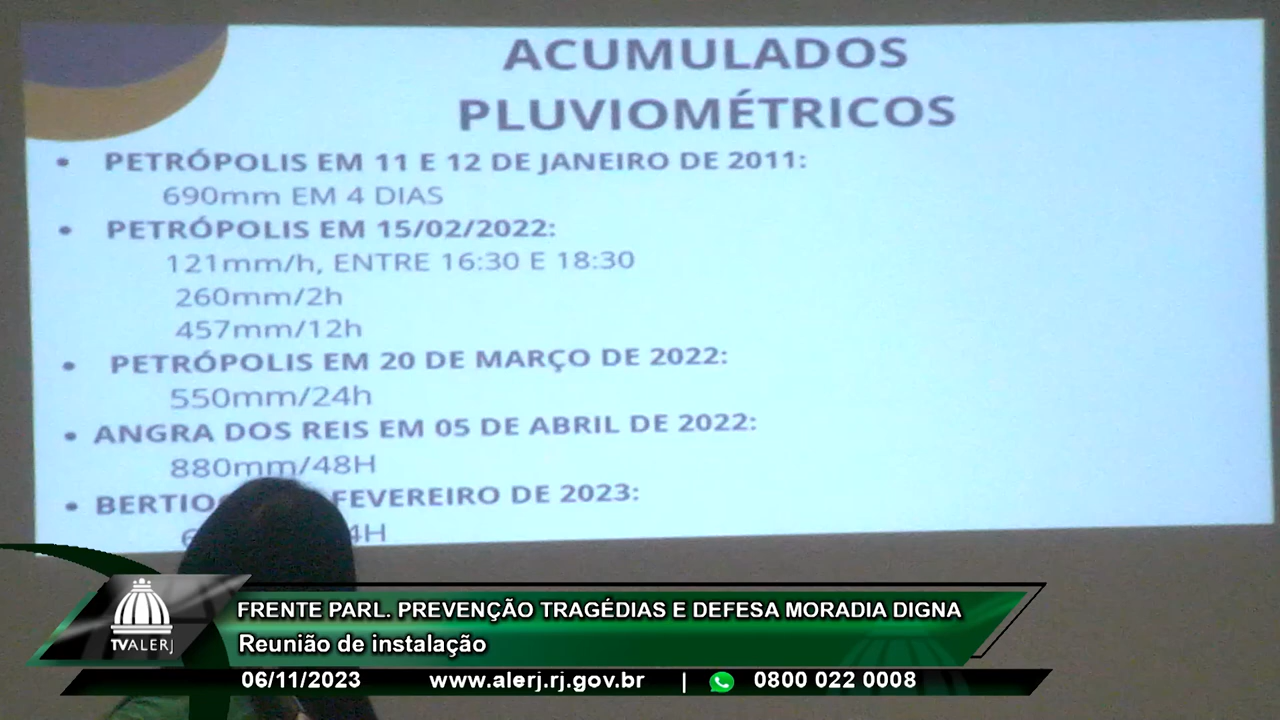 ACUMULADOS
PLUVIOMÉTRICOS
• PETRÓPOLIS EM 11 E 12 DE JANEIRO DE 2011:
690mm EM 4 DIAS
• PETRÓPOLIS EM 15/02/2022:
121mm/h, ENTRE 16:30 E 18:30
260mm/2h
457mm/12h
• PETRÓPOLIS EM 20 DE MARÇO DE 2022:
550mm/24h
• ANGRA DOS REIS EM 05 DE ABRIL DE 2022:
880mm/48H
• FEVEREIRO DE 2023:
FRENTE PARL. PREVENÇÃO TRAGÉDIAS E DEFESA MORADIA DIGNA
Reunião de instalação
TVALERJ
06/11/2023 www.alerj.rj.gov.br | 0800 022 0008